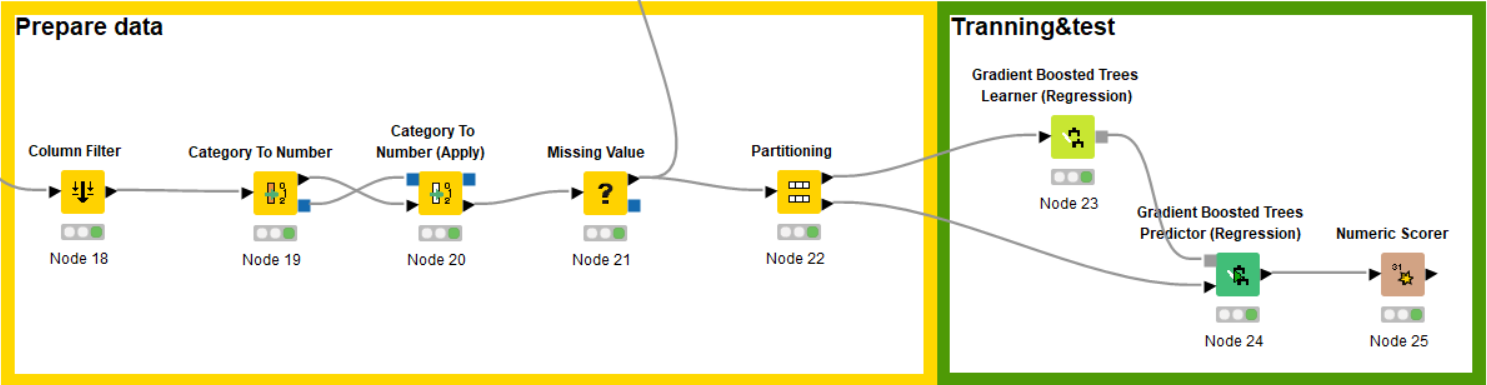 Prepare data
Column Filter
Node 18
Category To Number
Node 19
Category To
Number (Apply)
Node 20
Missing Value
?
Node 21
Partitioning
Node 22
Tranning&test
Gradient Boosted Trees
Learner (Regression)
Node 23
Gradient Boosted Trees
Predictor (Regression)
Node 24
Numeric Scorer
Node 25